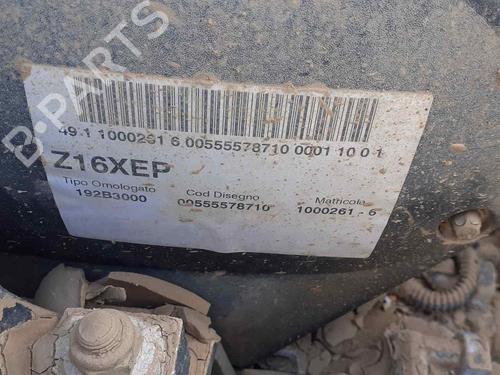 B-PARTS
49.1 1000261 6 00555578710 0001 10 0 1
Z16XEP
Tipo Omologato Cod Disegno Matricola
192B3000 00555578710 1000261 - 6